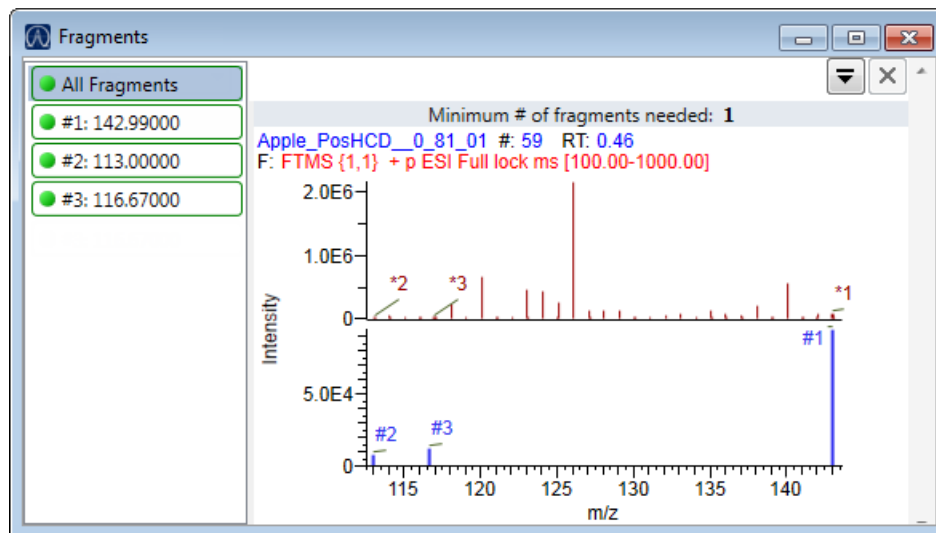 Fragments
All Fragments
#1: 142.99000
#2: 113.00000
#3: 116.67000
Minimum # of fragments needed: 1
Apple_PosHCD__0_81_01 #: 59 RT: 0.46
F: FTMS {1,1} + p ESI Full lock ms [100.00-1000.00]
2.0E6
1.0E6
*2
*3
*1
0
Intensity
#1
5.0E4
#2
#3
0
115 120 125 130 135 140
m/z